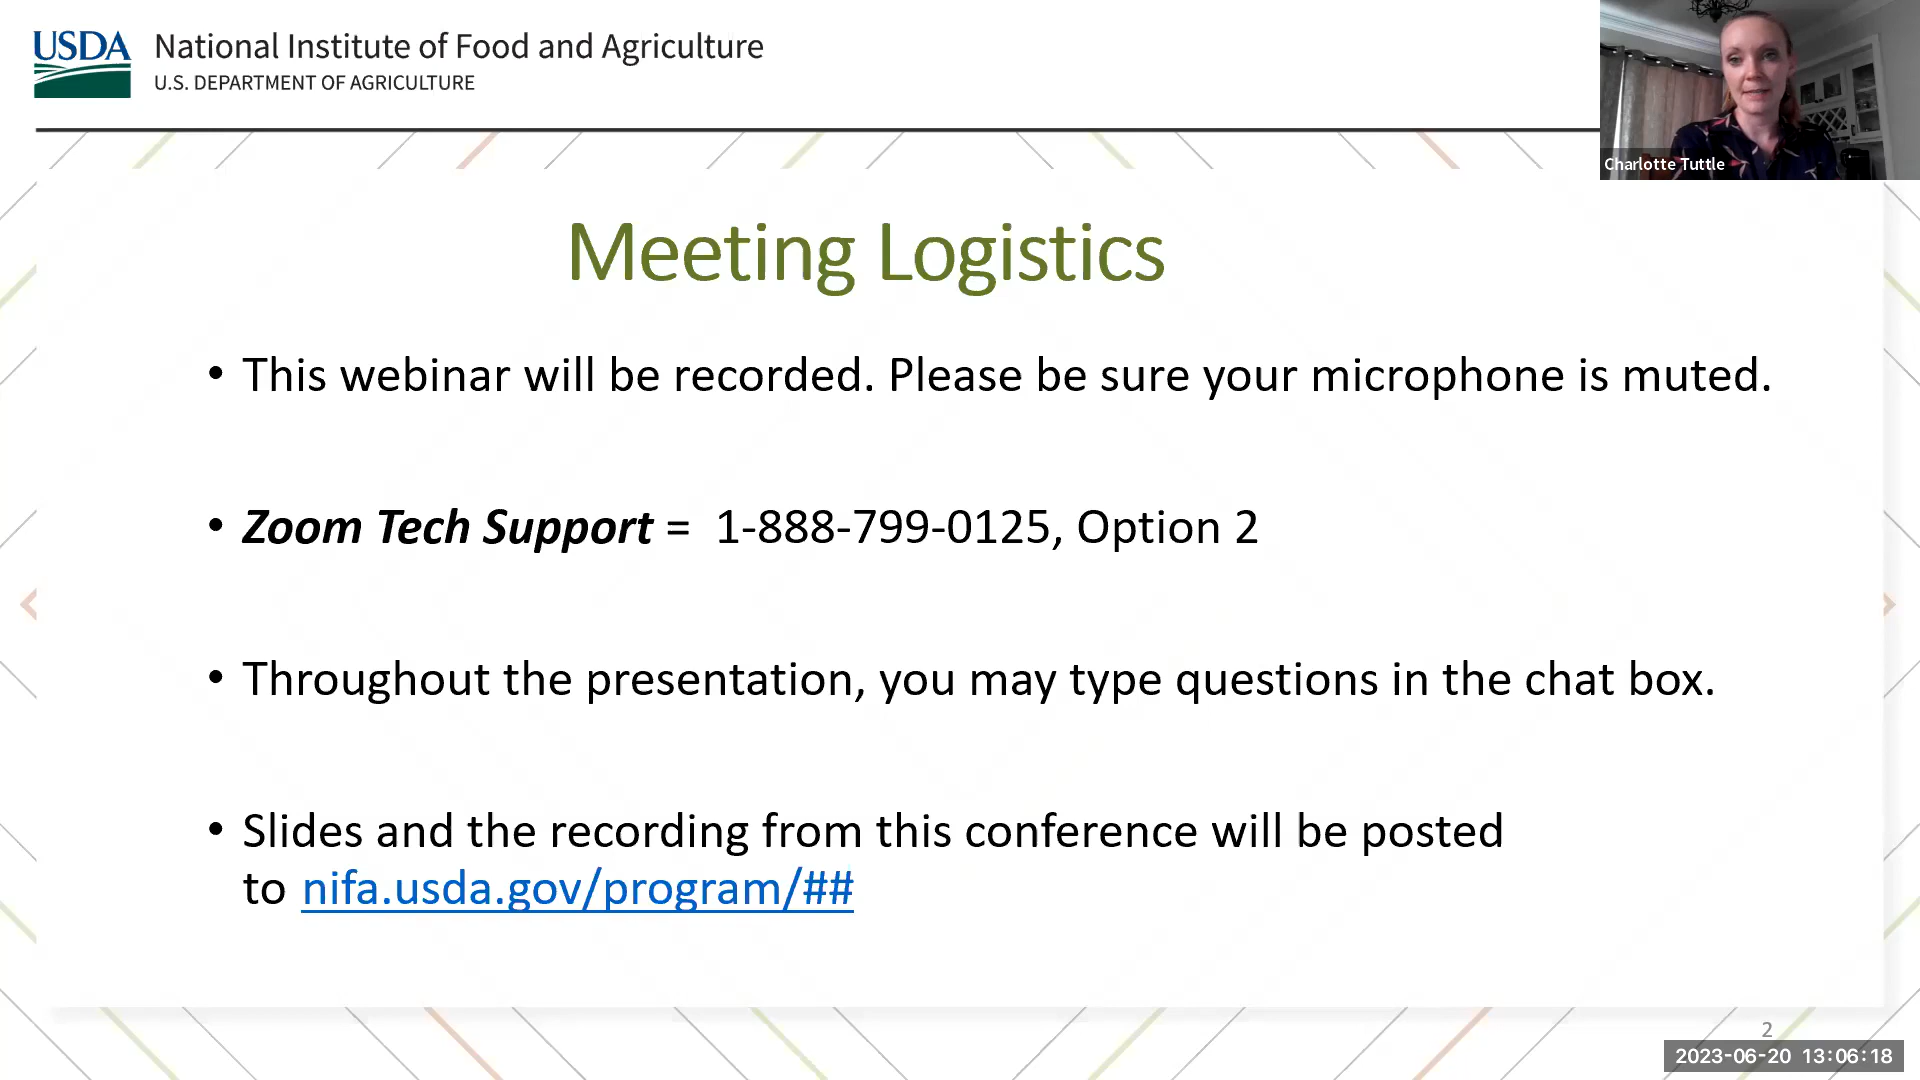 USDA
National Institute of Food and Agriculture
U.S. DEPARTMENT OF AGRICULTURE
Charlotte Tuttle
Meeting Logistics
• This webinar will be recorded. Please be sure your microphone is muted.
• Zoom Tech Support = 1-888-799-0125, Option 2
• Throughout the presentation, you may type questions in the chat box.
• Slides and the recording from this conference will be posted
to nifa.usda.gov/program/##
2
2023-06-20 13:06:18